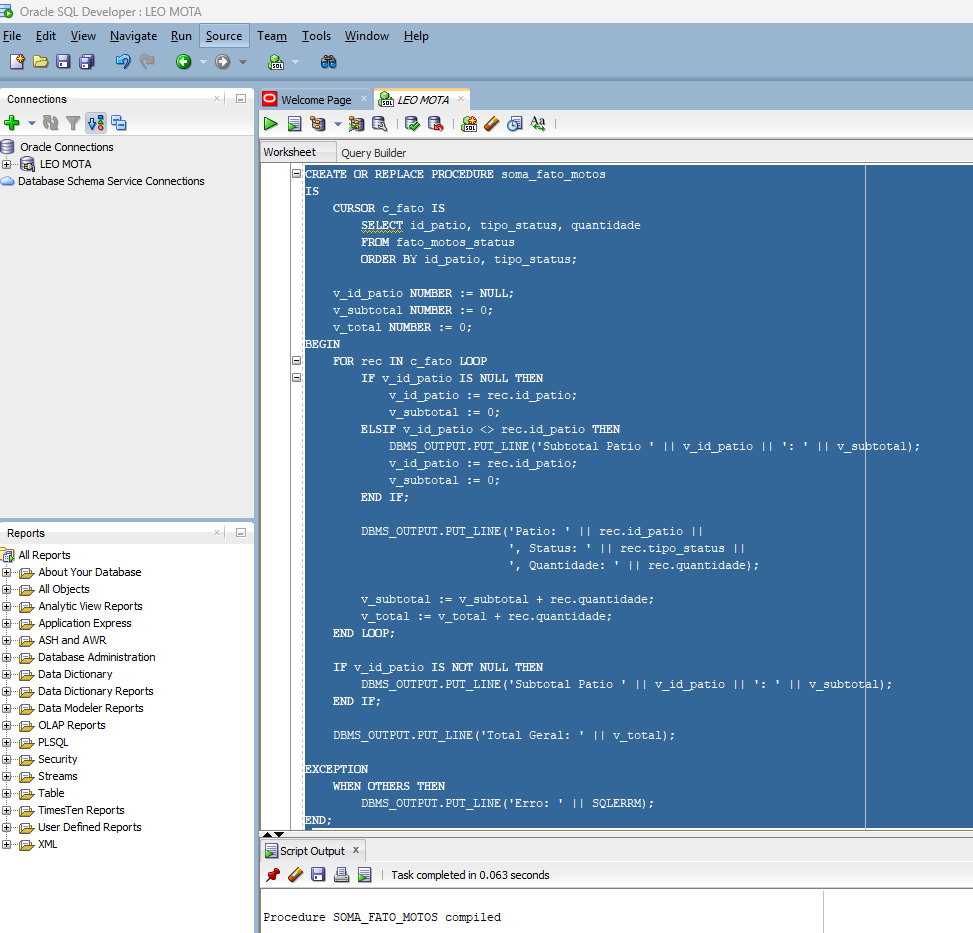 Oracle SQL Developer : LEO MOTA
File Edit View Navigate Run Source Team Tools Window Help
Connections
Oracle Connections
LEO MOTA
Database Schema Service Connections
Reports
All Reports
About Your Database
All Objects
Analytic View Reports
Application Express
ASH and AWR
Database Administration
Data Dictionary
Data Dictionary Reports
Data Modeler Reports
OLAP Reports
PLSQL
Security
Streams
Table
TimesTen Reports
User Defined Reports
XML
Welcome Page LEO MOTA
Worksheet Query Builder
CREATE OR REPLACE PROCEDURE soma_fato_motos
IS
    CURSOR c_fato IS
        SELECT id_patio, tipo_status, quantidade
        FROM fato_motos_status
        ORDER BY id_patio, tipo_status;
    v_id_patio NUMBER := NULL;
    v_subtotal NUMBER := 0;
    v_total NUMBER := 0;
BEGIN
    FOR rec IN c_fato LOOP
        IF v_id_patio IS NULL THEN
            v_id_patio := rec.id_patio;
            v_subtotal := 0;
        ELSIF v_id_patio <> rec.id_patio THEN
            DBMS_OUTPUT.PUT_LINE('Subtotal Patio ' || v_id_patio || ': ' || v_subtotal);
            v_id_patio := rec.id_patio;
            v_subtotal := 0;
        END IF;
        DBMS_OUTPUT.PUT_LINE('Patio: ' || rec.id_patio ||
                             ', Status: ' || rec.tipo_status ||
                             ', Quantidade: ' || rec.quantidade);
        v_subtotal := v_subtotal + rec.quantidade;
        v_total := v_total + rec.quantidade;
    END LOOP;
    IF v_id_patio IS NOT NULL THEN
        DBMS_OUTPUT.PUT_LINE('Subtotal Patio ' || v_id_patio || ': ' || v_subtotal);
    END IF;
    DBMS_OUTPUT.PUT_LINE('Total Geral: ' || v_total);
EXCEPTION
    WHEN OTHERS THEN
        DBMS_OUTPUT.PUT_LINE('Erro: ' || SQLERRM);
END;
Script Output
Task completed in 0.063 seconds
Procedure SOMA_FATO_MOTOS compiled